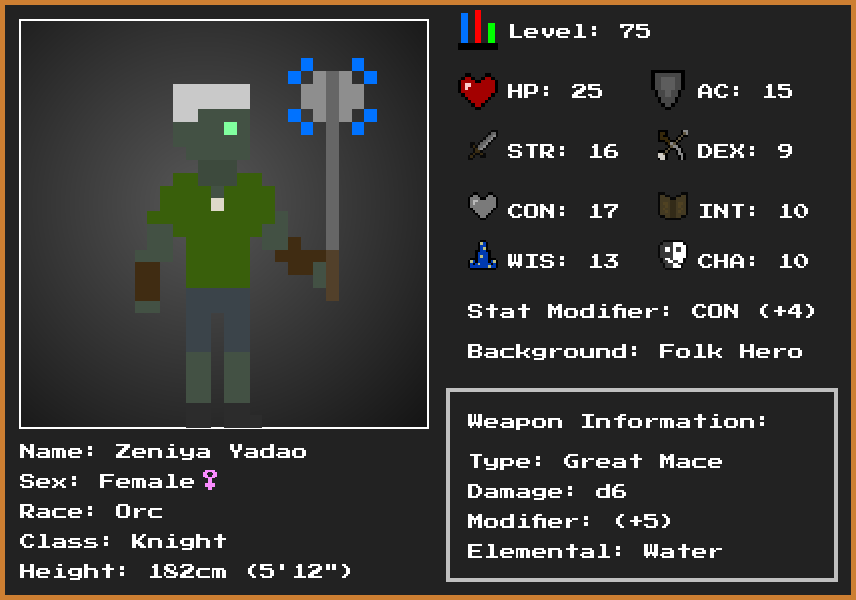 Level: 75
HP: 25
AC: 15
STR: 16
DEX: 9
CON: 17
INT: 10
WIS: 13
CHA: 10
Stat Modifier: CON (+4)
Background: Folk Hero
Weapon Information:
Type: Great Mace
Damage: d6
Modifier: (+5)
Elemental: Water
Name: Zeniya Yadao
Sex: Female♀
Race: Orc
Class: Knight
Height: 182cm (5'12")